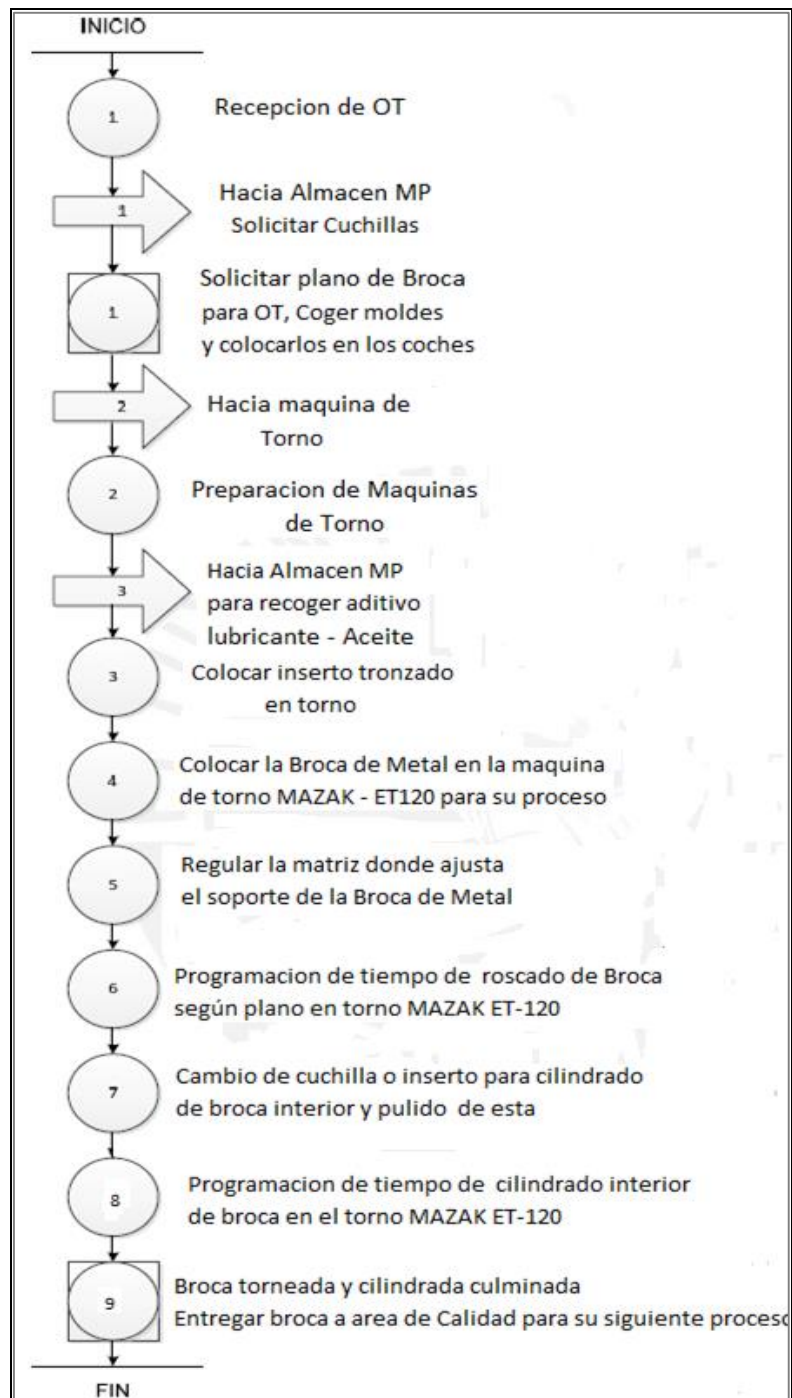 INICIO
1
Recepcion de OT
1
Hacia Almacen MP
Solicitar Cuchillas
1
Solicitar plano de Broca
para OT, Coger moldes
y colocarlos en los coches
2
Hacia maquina de
Torno
2
Preparacion de Maquinas
de Torno
3
Hacia Almacen MP
para recoger aditivo
lubricante - Aceite
3
Colocar inserto tronzado
en torno
4
Colocar la Broca de Metal en la maquina
de torno MAZAK - ET120 para su proceso
5
Regular la matriz donde ajusta
el soporte de la Broca de Metal
6
Programacion de tiempo de roscado de Broca
según plano en torno MAZAK ET-120
7
Cambio de cuchilla o inserto para cilindrado
de broca interior y pulido de esta
8
Programacion de tiempo de cilindrado interior
de broca en el torno MAZAK ET-120
9
Broca torneada y cilindrada culminada
Entregar broca a area de Calidad para su siguiente proceso
FIN